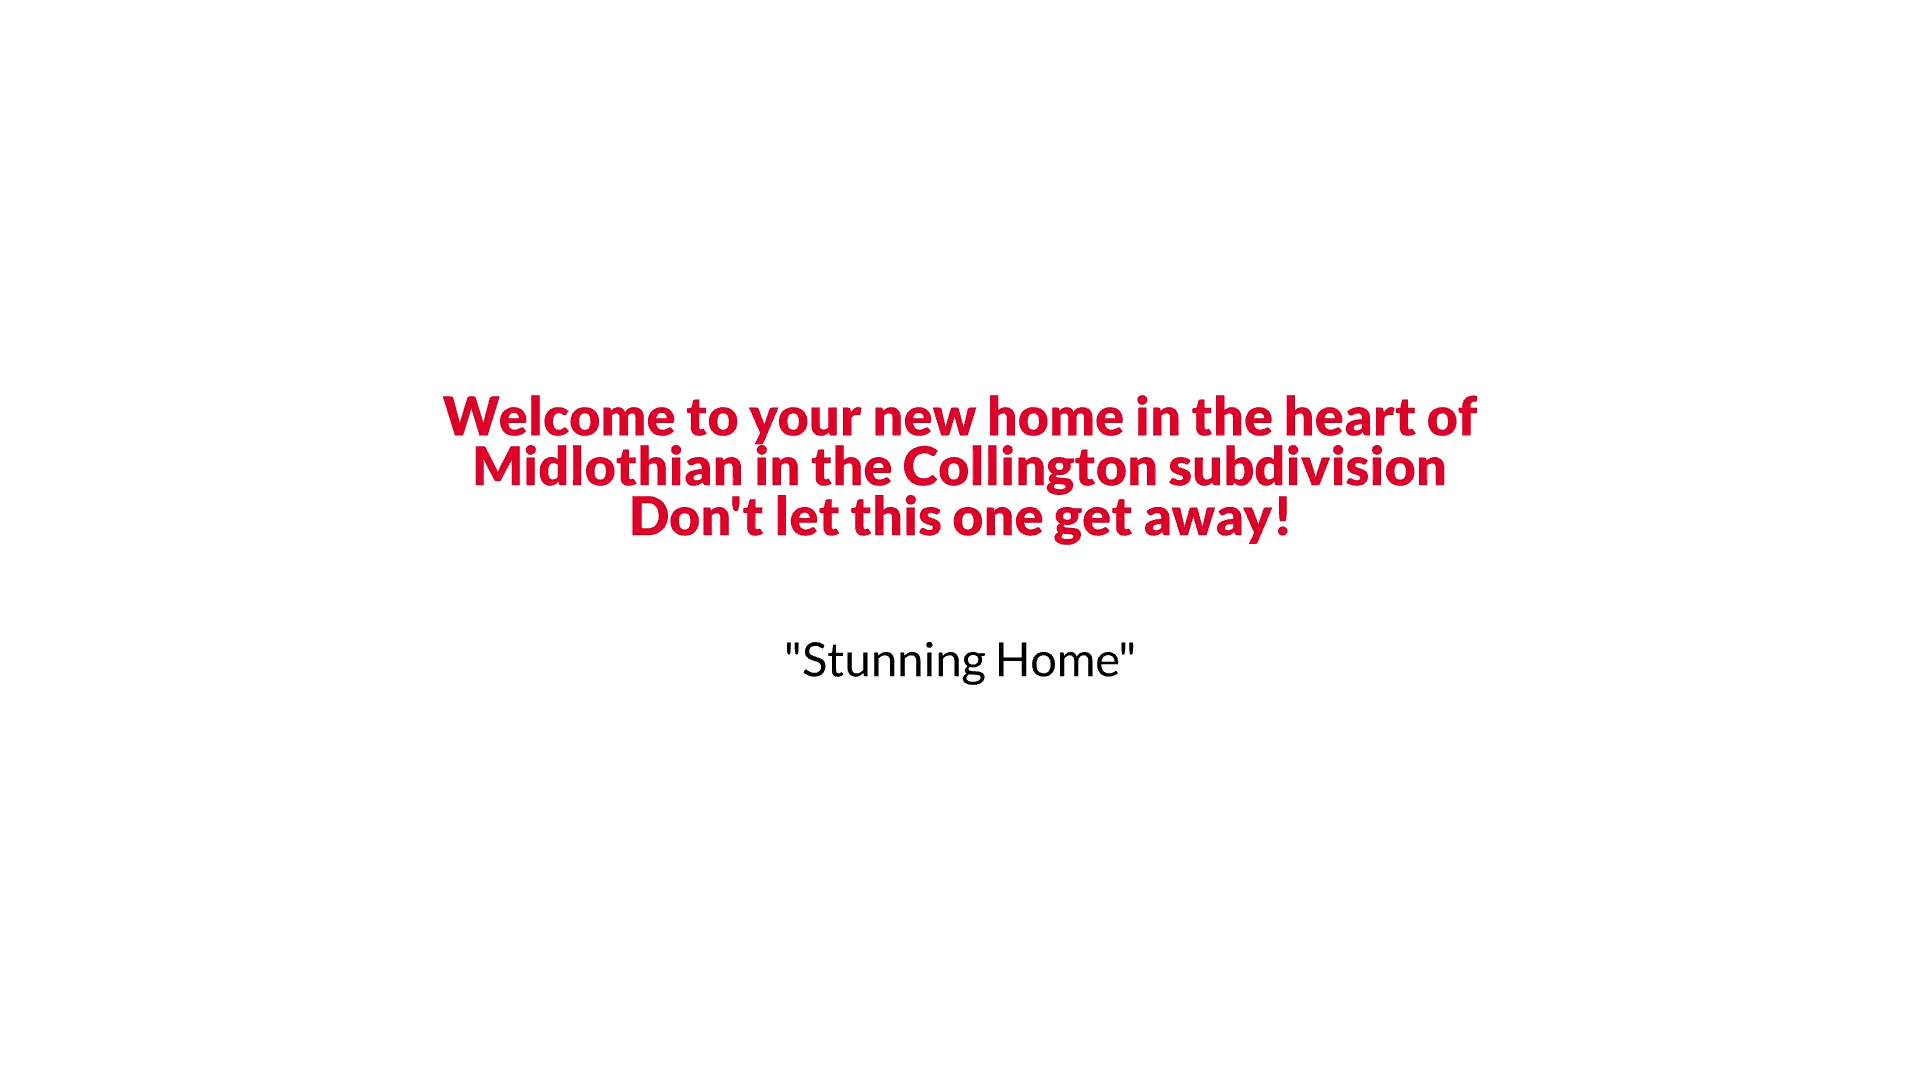 Welcome to your new home in the heart of
Midlothian in the Collington subdivision
Don't let this one get away!
"Stunning Home"